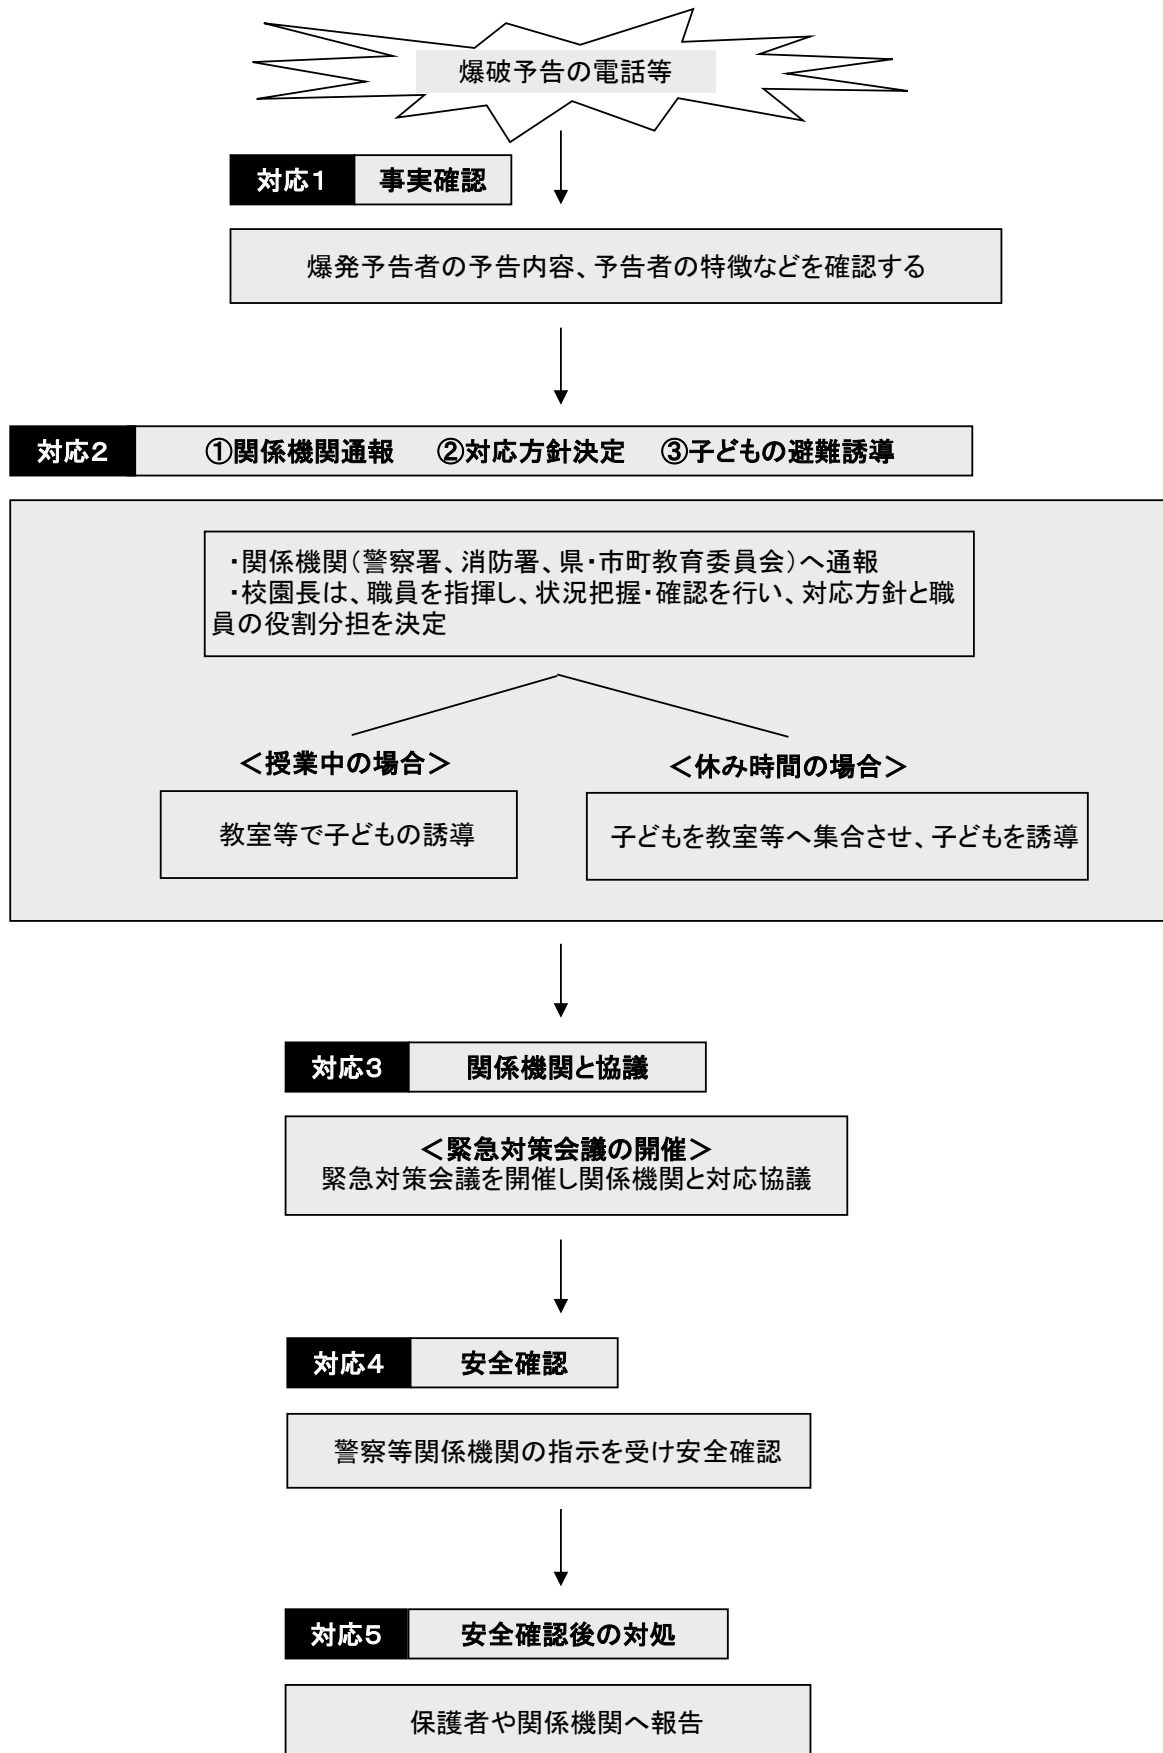 爆破予告の電話等
対応１　事実確認
爆発予告者の予告内容、予告者の特徴などを確認する
対応２　①関係機関通報　②対応方針決定　③子どもの避難誘導
・関係機関（警察署、消防署、県・市町教育委員会）へ通報
・校園長は、職員を指揮し、状況把握・確認を行い、対応方針と職
員の役割分担を決定
＜授業中の場合＞
教室等で子どもの誘導
＜休み時間の場合＞
子どもを教室等へ集合させ、子どもを誘導
対応３　関係機関と協議
＜緊急対策会議の開催＞
緊急対策会議を開催し関係機関と対応協議
対応４　安全確認
警察等関係機関の指示を受け安全確認
対応５　安全確認後の対処
保護者や関係機関へ報告